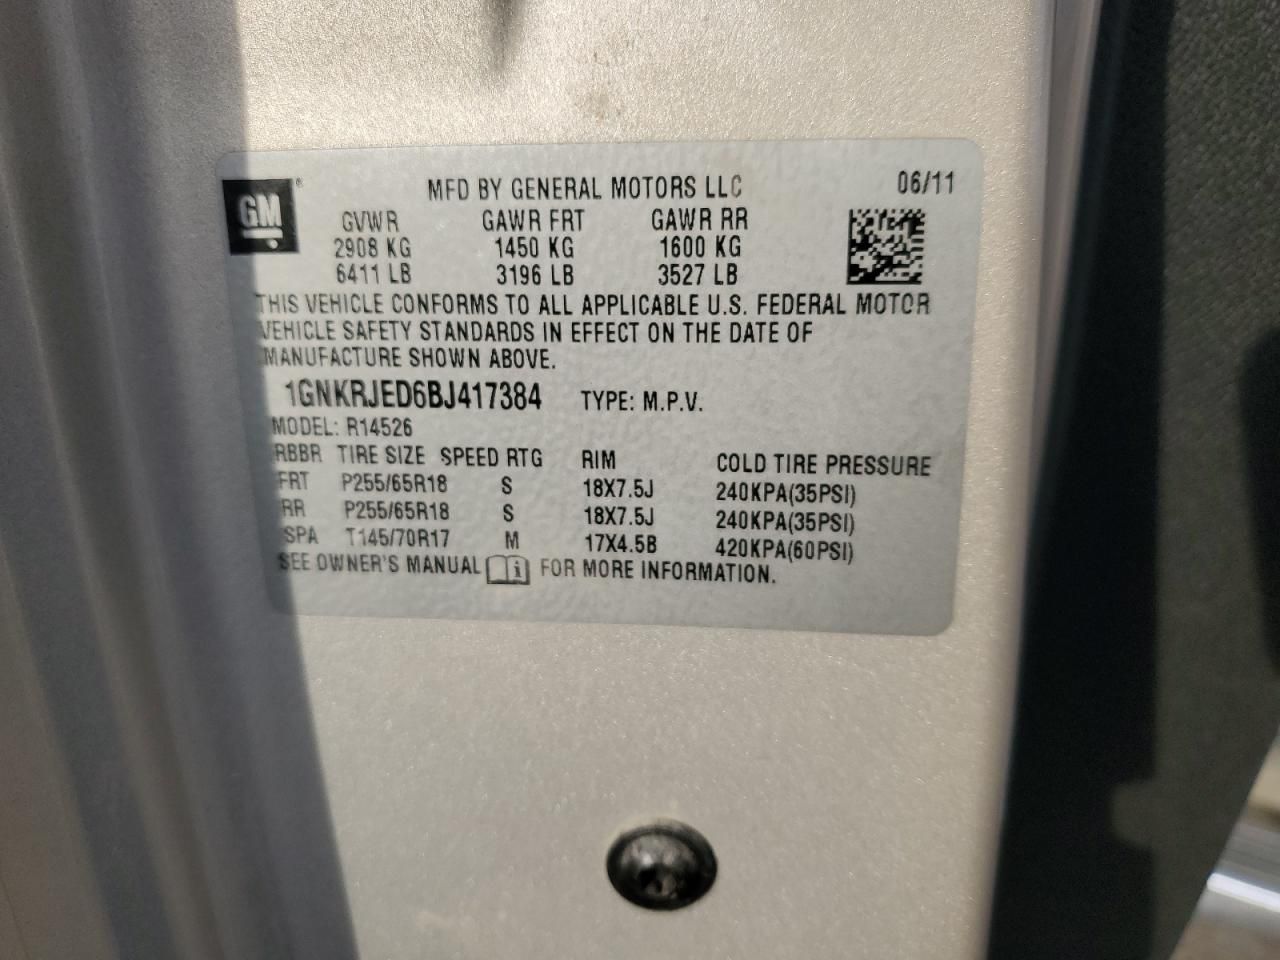 GM®
MFD BY GENERAL MOTORS LLC 06/11
GVWR GAWR FRT GAWR RR
2908 KG 1450 KG 1600 KG
6411 LB 3196 LB 3527 LB
THIS VEHICLE CONFORMS TO ALL APPLICABLE U.S. FEDERAL MOTOR
VEHICLE SAFETY STANDARDS IN EFFECT ON THE DATE OF
MANUFACTURE SHOWN ABOVE.
1GNKRJED6BJ417384 TYPE: M.P.V.
MODEL: R14526
RBBR TIRE SIZE SPEED RTG RIM COLD TIRE PRESSURE
FRT P255/65R18 S 18X7.5J 240KPA(35PSI)
RR P255/65R18 S 18X7.5J 240KPA(35PSI)
SPA T145/70R17 M 17X4.5B 420KPA(60PSI)
SEE OWNER'S MANUAL i FOR MORE INFORMATION.